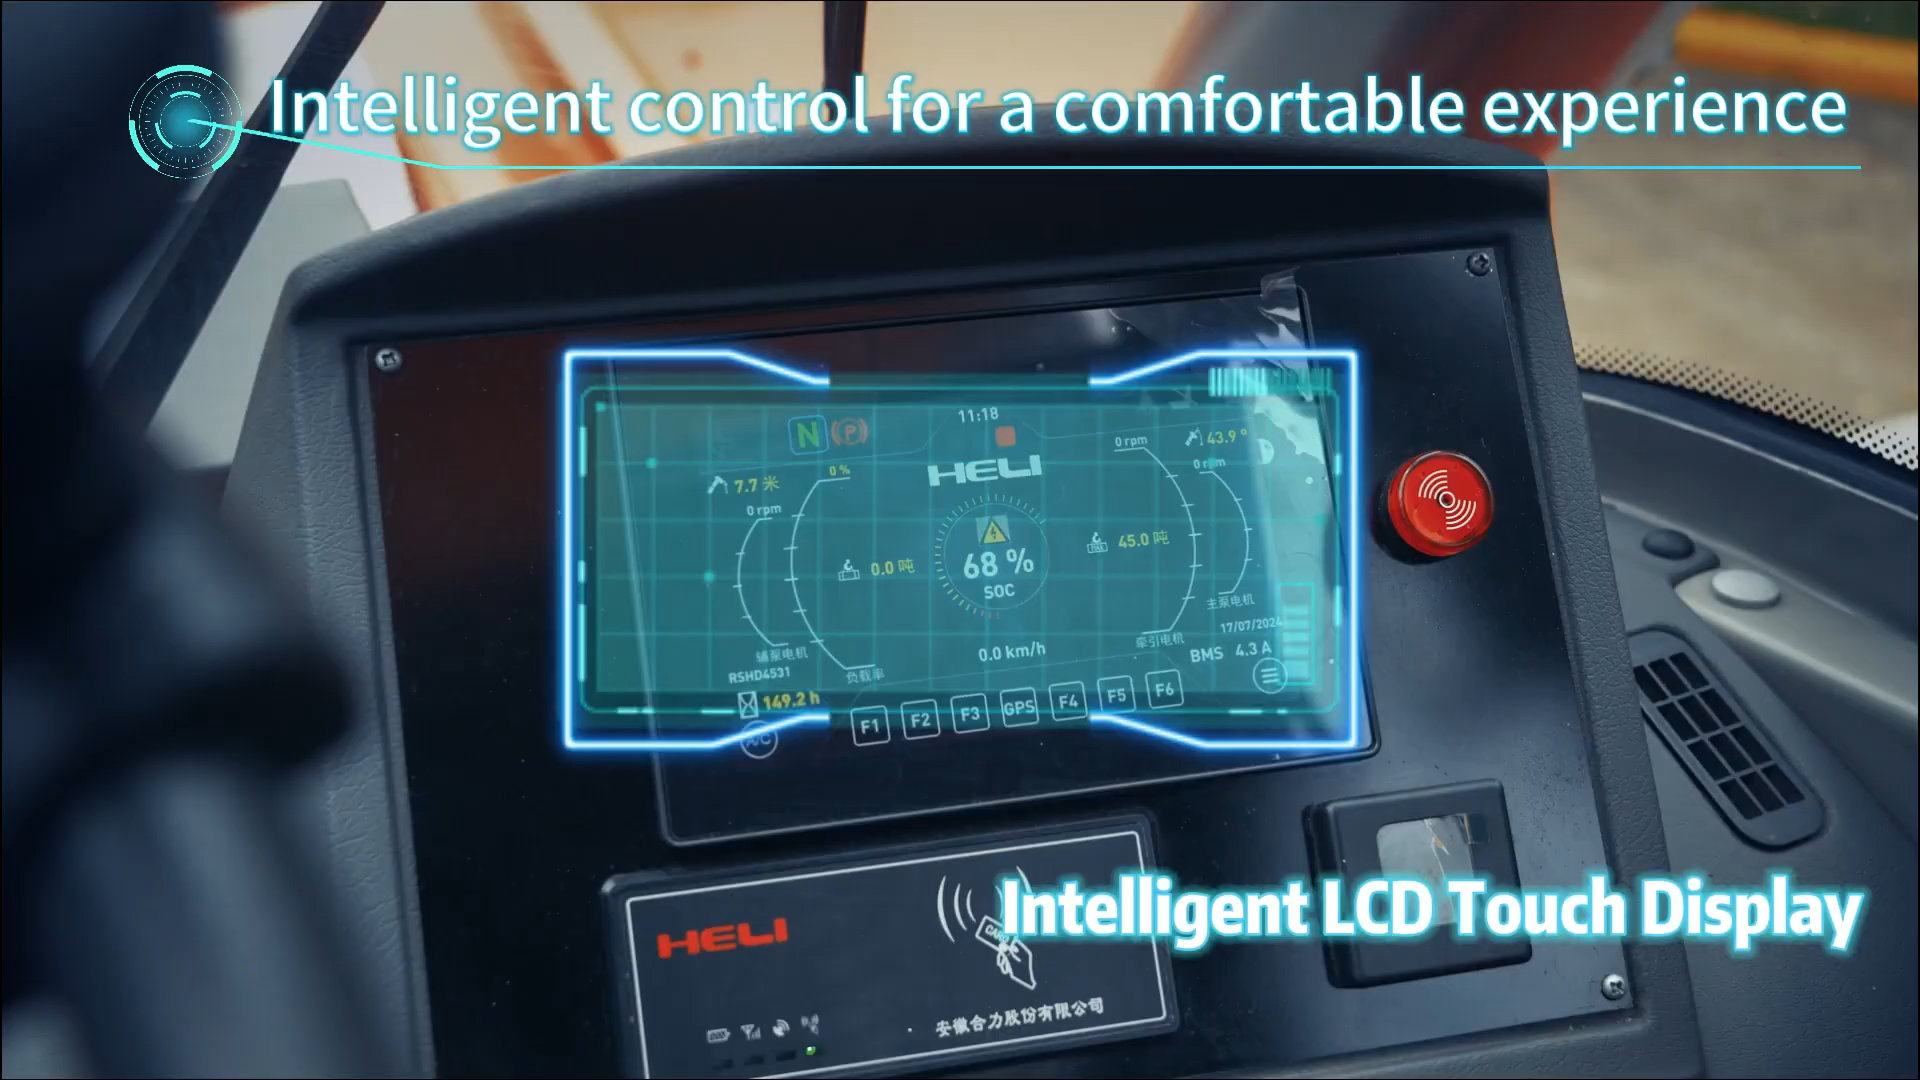 Intelligent control for a comfortable experience
11:18
N
P
HELI
0 rpm
43.9°
0 rpm
0 %
7.7 米
0 rpm
0.0 吨
68 %
SOC
45.0 吨
主泵电机
17/07/2024
牵引电机
BMS 4.3 A
0.0 km/h
辅泵电机
RSHD4531
负载率
149.2 h
A/C
F1
F2
F3
GPS
F4
F5
F6
Intelligent LCD Touch Display
HELI
CARD
安徽合力股份有限公司